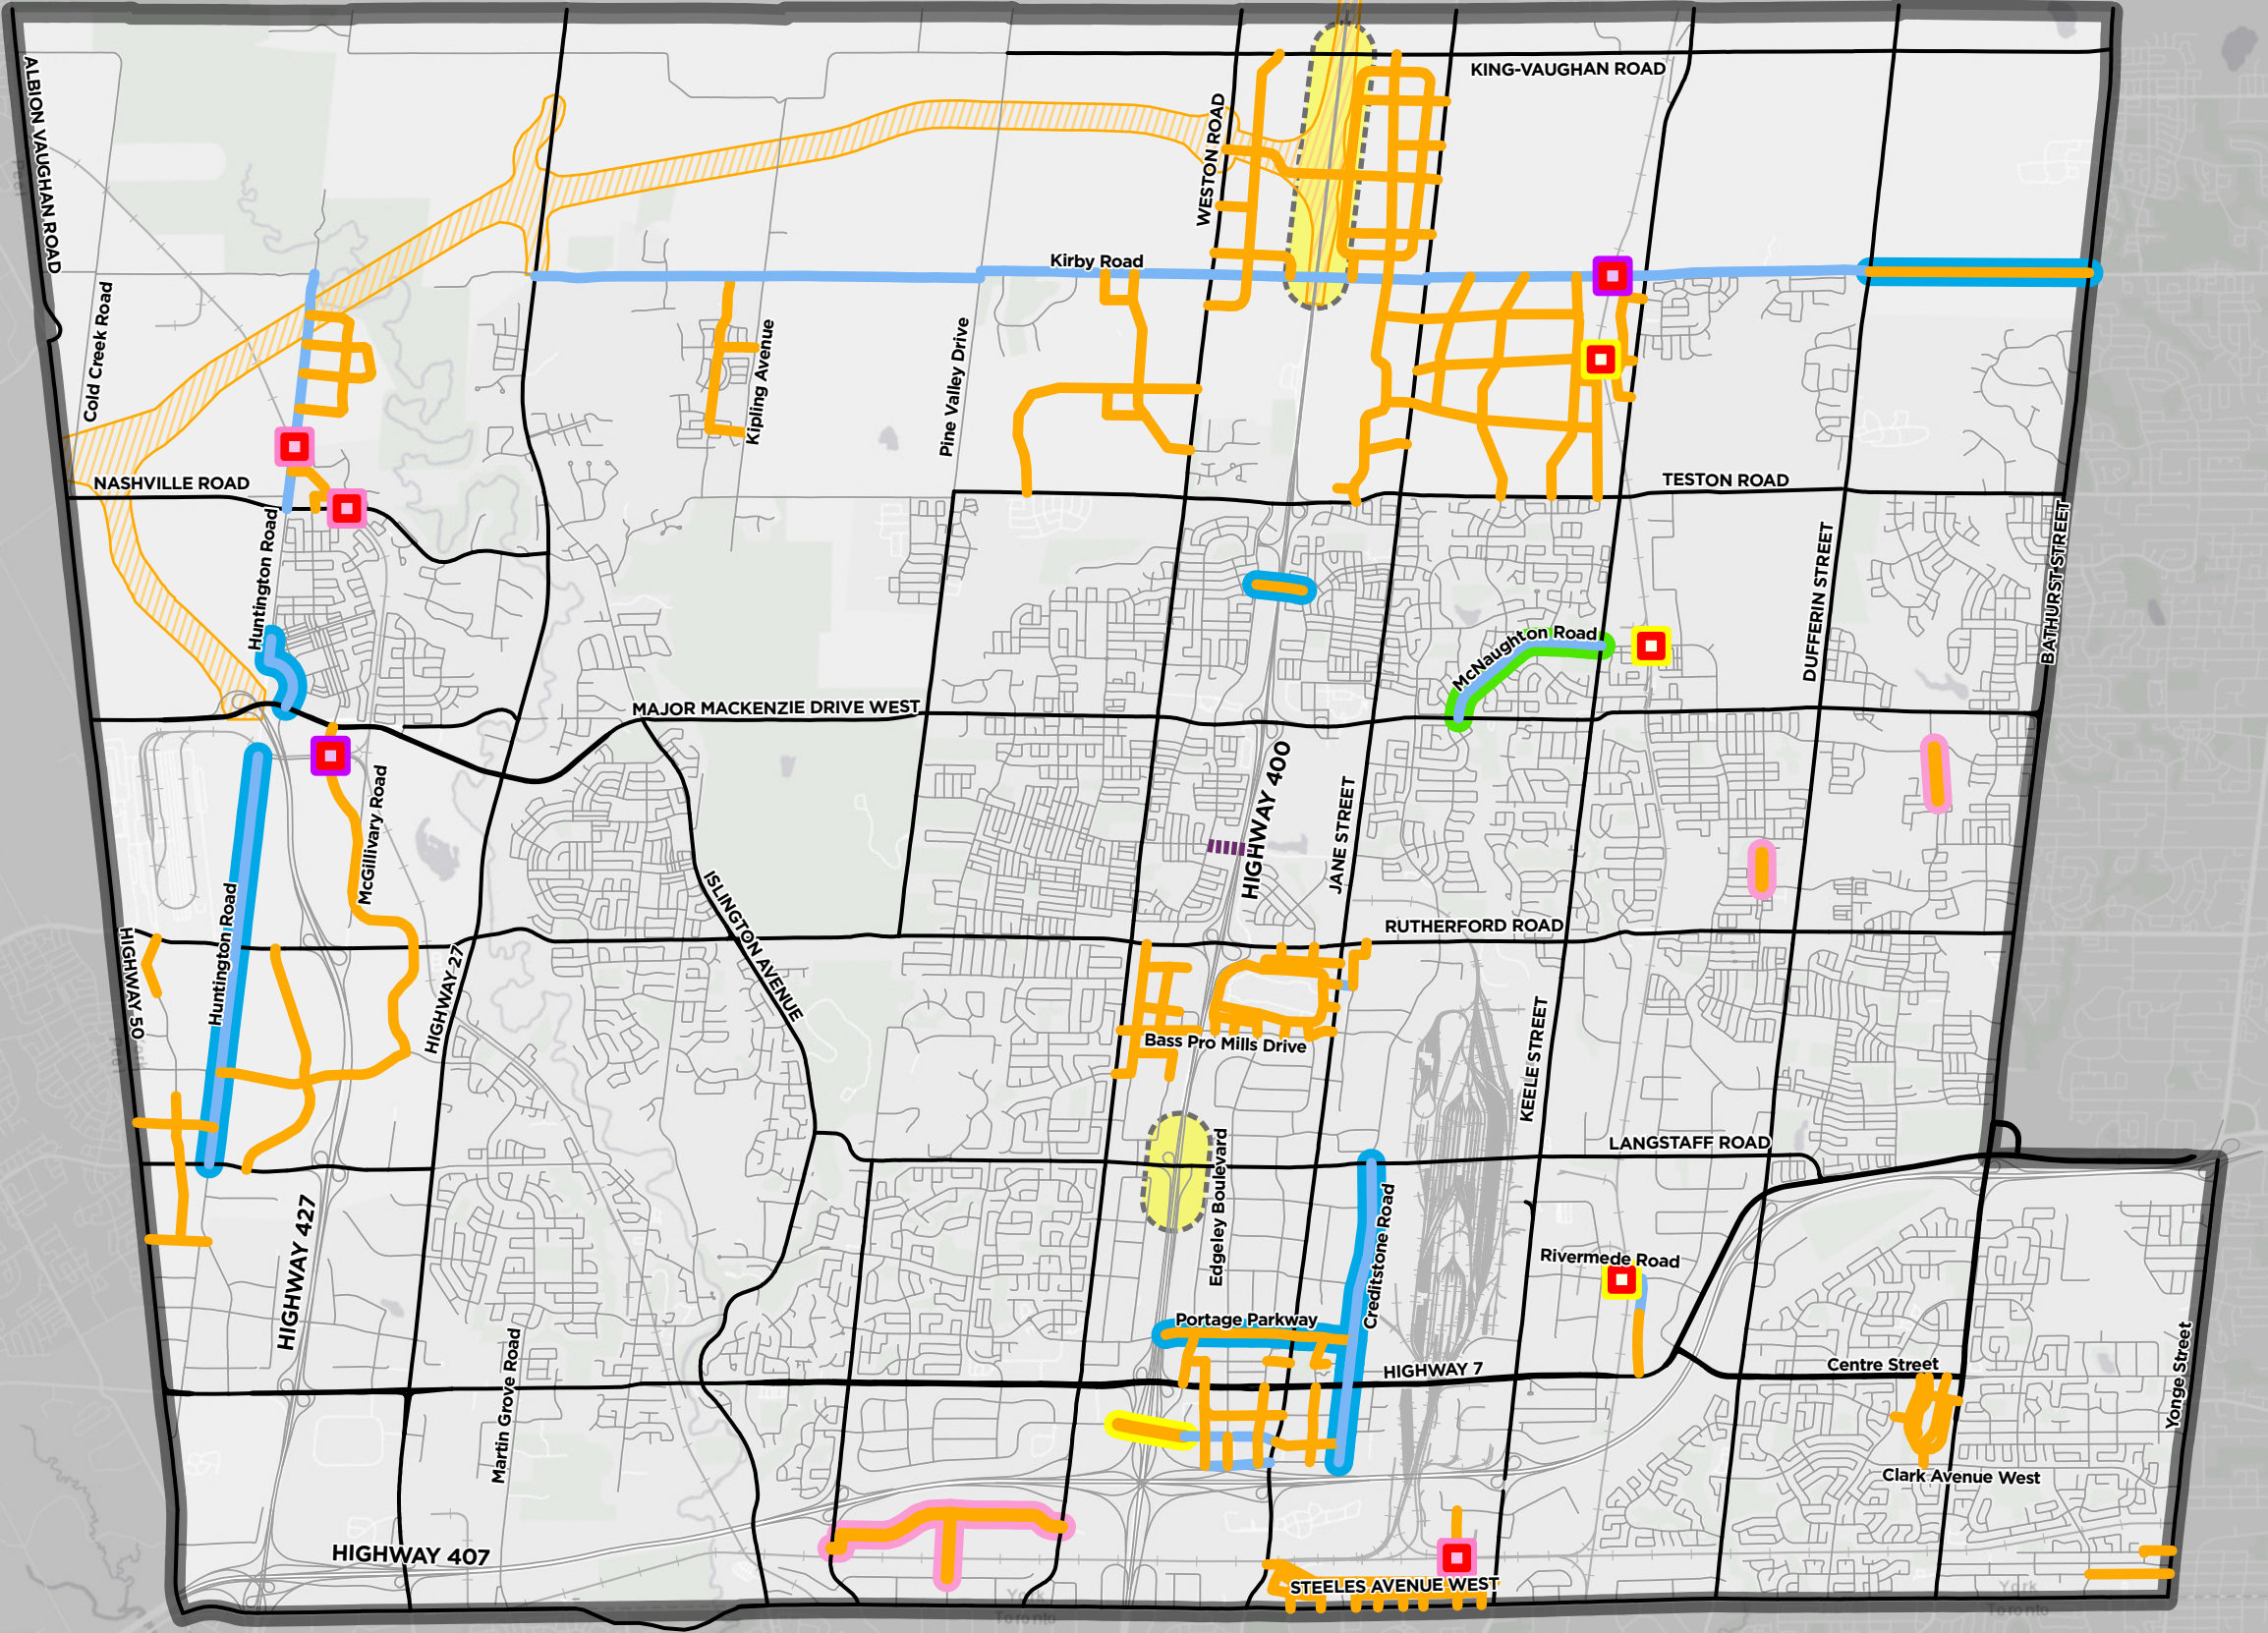 KING-VAUGHAN ROAD
ALBION VAUGHAN ROAD
WESTON ROAD
Kirby Road
Cold Creek Road
Kipling Avenue
Pine Valley Drive
NASHVILLE ROAD
TESTON ROAD
Huntington Road
DUFFERIN STREET
BATHURST STREET
McNaughton Road
MAJOR MACKENZIE DRIVE WEST
HIGHWAY 400
JANE STREET
McGillivary Road
ISLINGTON AVENUE
Huntington Road
HIGHWAY 50
RUTHERFORD ROAD
HIGHWAY 27
KEELE STREET
Bass Pro Mills Drive
Edgeley Boulevard
LANGSTAFF ROAD
Creditstone Road
HIGHWAY 427
Rivermede Road
Portage Parkway
Martin Grove Road
HIGHWAY 7
Centre Street
Yonge Street
Clark Avenue West
HIGHWAY 407
STEELES AVENUE WEST
York
Toronto
York
Toronto